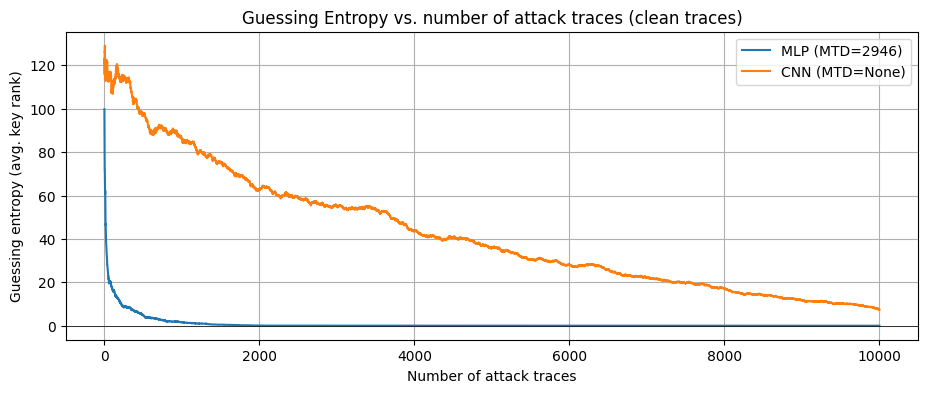 Guessing Entropy vs. number of attack traces (clean traces)
MLP (MTD=2946)
CNN (MTD=None)
Guessing entropy (avg. key rank)
120
100
80
60
40
20
0
0 2000 4000 6000 8000 10000
Number of attack traces